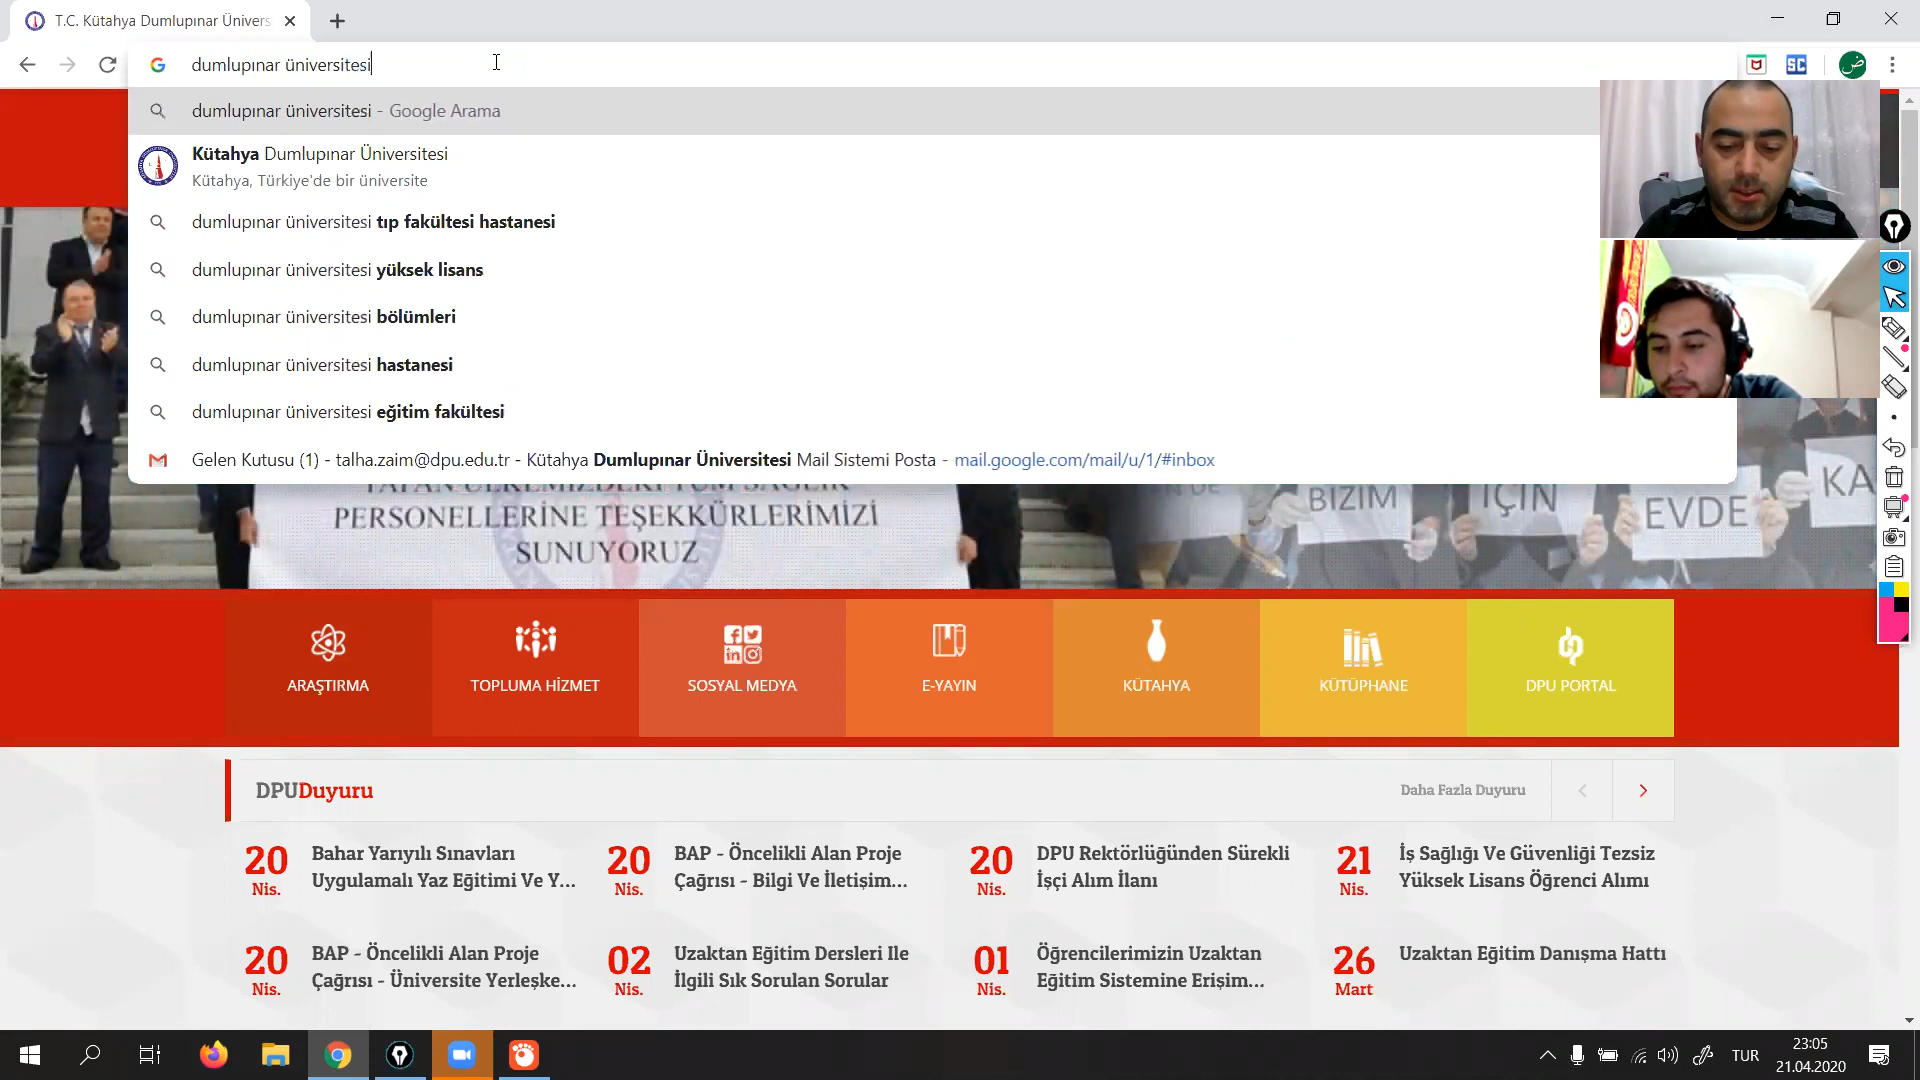 T.C. Kütahya Dumlupınar Ünivers
dumlupınar üniversitesi
dumlupınar üniversitesi - Google Arama
Kütahya Dumlupınar Üniversitesi
Kütahya, Türkiye'de bir üniversite
dumlupınar üniversitesi tıp fakültesi hastanesi
dumlupınar üniversitesi yüksek lisans
dumlupınar üniversitesi bölümleri
dumlupınar üniversitesi hastanesi
dumlupınar üniversitesi eğitim fakültesi
Gelen Kutusu (1) - talha.zaim@dpu.edu.tr - Kütahya Dumlupınar Üniversitesi Mail Sistemi Posta - mail.google.com/mail/u/1/#inbox
PERSONELLERİNE TEŞEKKÜRLERİMİZİ
SUNUYORUZ
BİZİM
İÇİN
EVDE
KA
ARAŞTIRMA
TOPLUMA HİZMET
SOSYAL MEDYA
E-YAYIN
KÜTAHYA
KÜTÜPHANE
DPU PORTAL
DPUDuyuru
Daha Fazla Duyuru
20 Nis.
Bahar Yarıyılı Sınavları
Uygulamalı Yaz Eğitimi Ve Y...
20 Nis.
BAP - Öncelikli Alan Proje
Çağrısı - Bilgi Ve İletişim...
20 Nis.
DPU Rektörlüğünden Sürekli
İşçi Alım İlanı
21 Nis.
İş Sağlığı Ve Güvenliği Tezsiz
Yüksek Lisans Öğrenci Alımı
20 Nis.
BAP - Öncelikli Alan Proje
Çağrısı - Üniversite Yerleşke...
02 Nis.
Uzaktan Eğitim Dersleri Ile
İlgili Sık Sorulan Sorular
01 Nis.
Öğrencilerimizin Uzaktan
Eğitim Sistemine Erişim...
26 Mart
Uzaktan Eğitim Danışma Hattı
TUR
23:05
21.04.2020